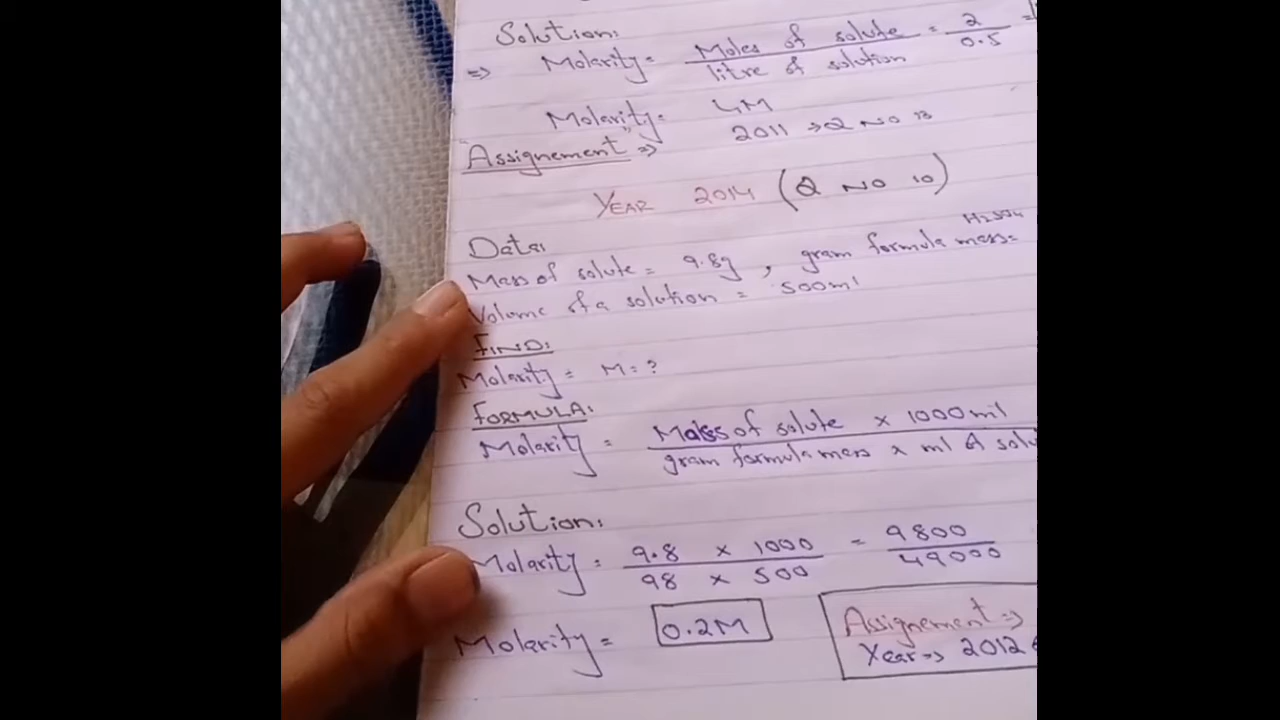 Solution:
=> Molarity = Moles of solute / litre of solution = 2 / 0.5 =
Molarity = 4M
2011 → Q NO 13
"Assignement" =>
YEAR 2014 (Q NO 10)
Data:
H2SO4
Mass of solute = 9.8g , gram formula mass =
Volume of a solution = 500ml
FIND:
Molarity = M = ?
FORMULA:
Molarity = Mass of solute x 1000ml / gram formula mass x ml of solu
Solution:
Molarity = 9.8 x 1000 / 98 x 500 = 9800 / 49000
Molarity = 0.2M
Assignement =>
Year => 2012